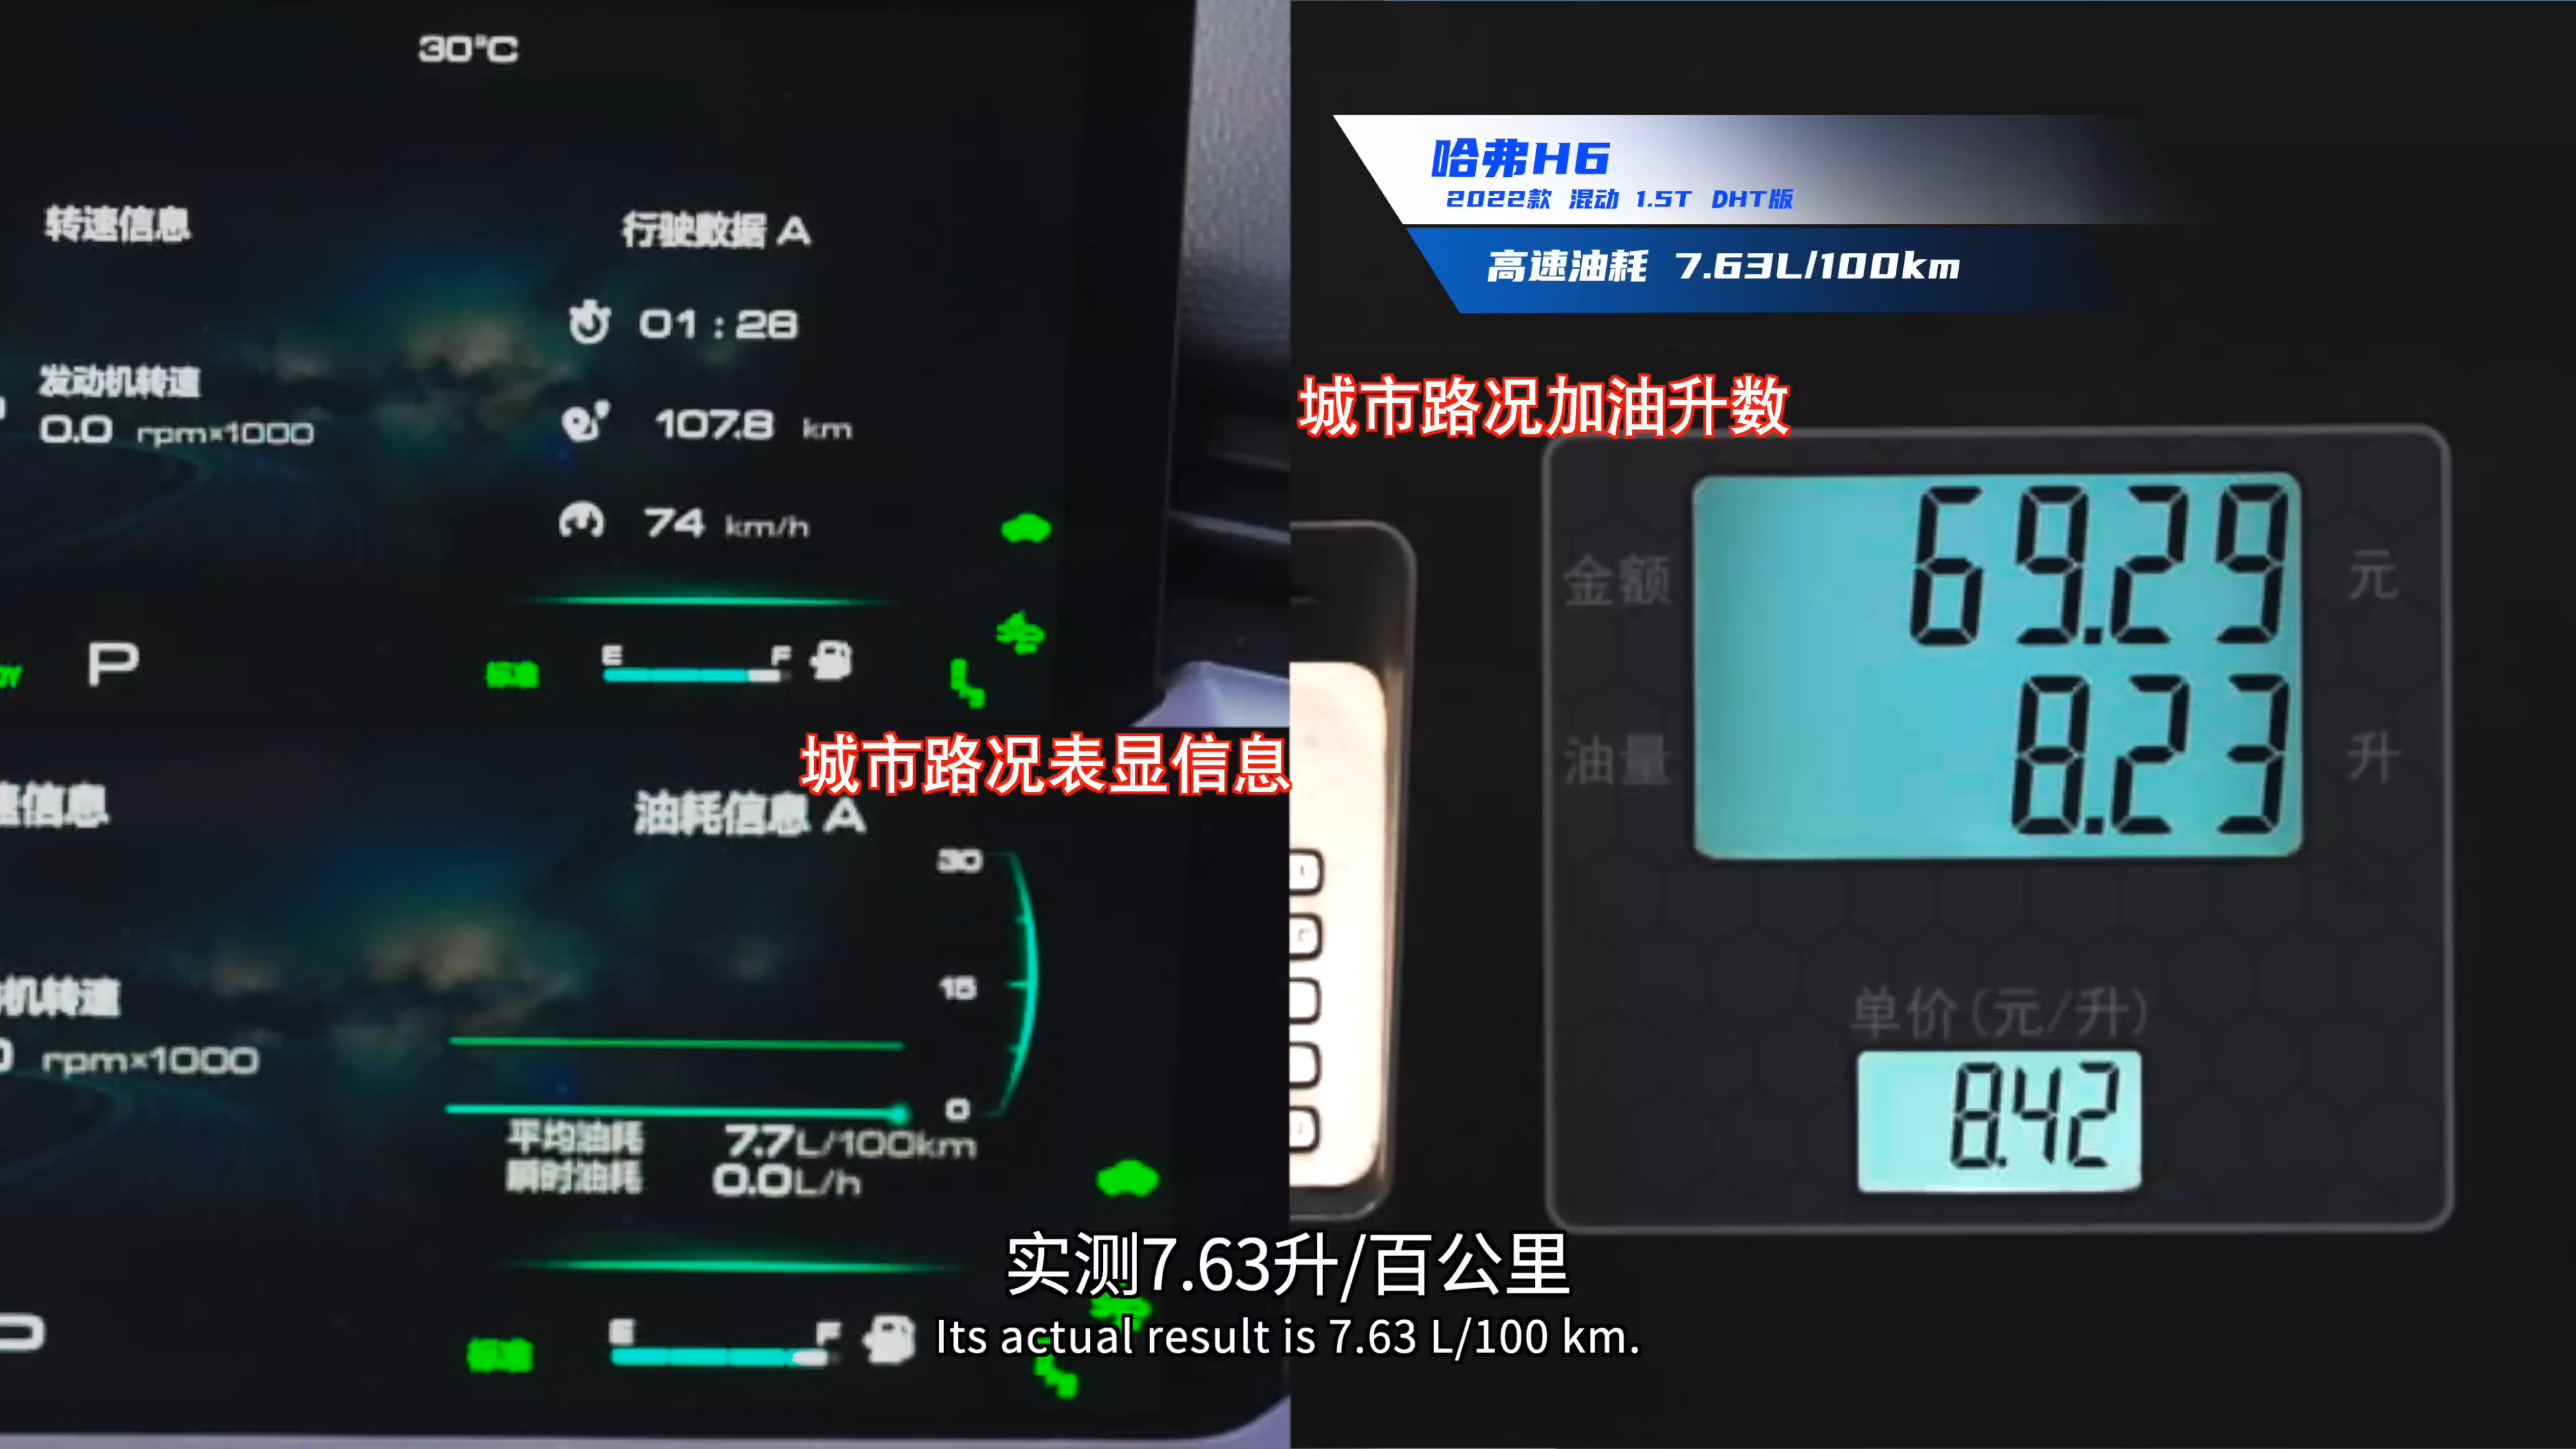 30°C
转速信息
行驶数据 A
01:28
发动机转速
0.0 rpm×1000
107.8 km
74 km/h
P
标准
E F
城市路况表显信息
速信息
油耗信息 A
30
15
0
机转速
rpm×1000
平均油耗 7.7L/100km
瞬时油耗 0.0L/h
标准
E F
哈弗H6
2022款 混动 1.5T DHT版
高速油耗 7.63L/100km
城市路况加油升数
金额 69.29 元
油量 8.23 升
单价(元/升)
8.42
实测7.63升/百公里
Its actual result is 7.63 L/100 km.